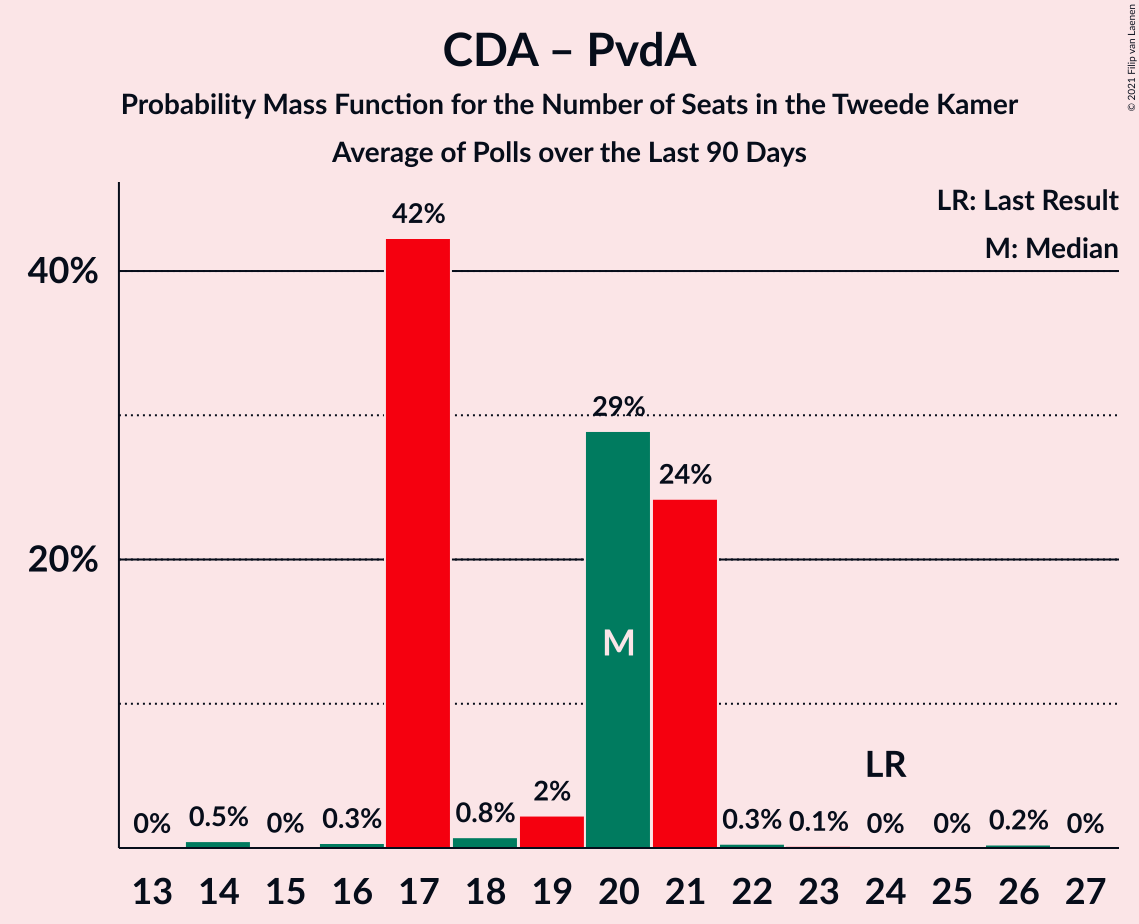 CDA – PvdA
Probability Mass Function for the Number of Seats in the Tweede Kamer
Average of Polls over the Last 90 Days
© 2021 Filip van Laenen
LR: Last Result
M: Median
40%
20%
0%
0.5%
0%
0.3%
42%
0.8%
2%
29%
M
24%
0.3%
0.1%
LR
0%
0%
0.2%
0%
13 14 15 16 17 18 19 20 21 22 23 24 25 26 27